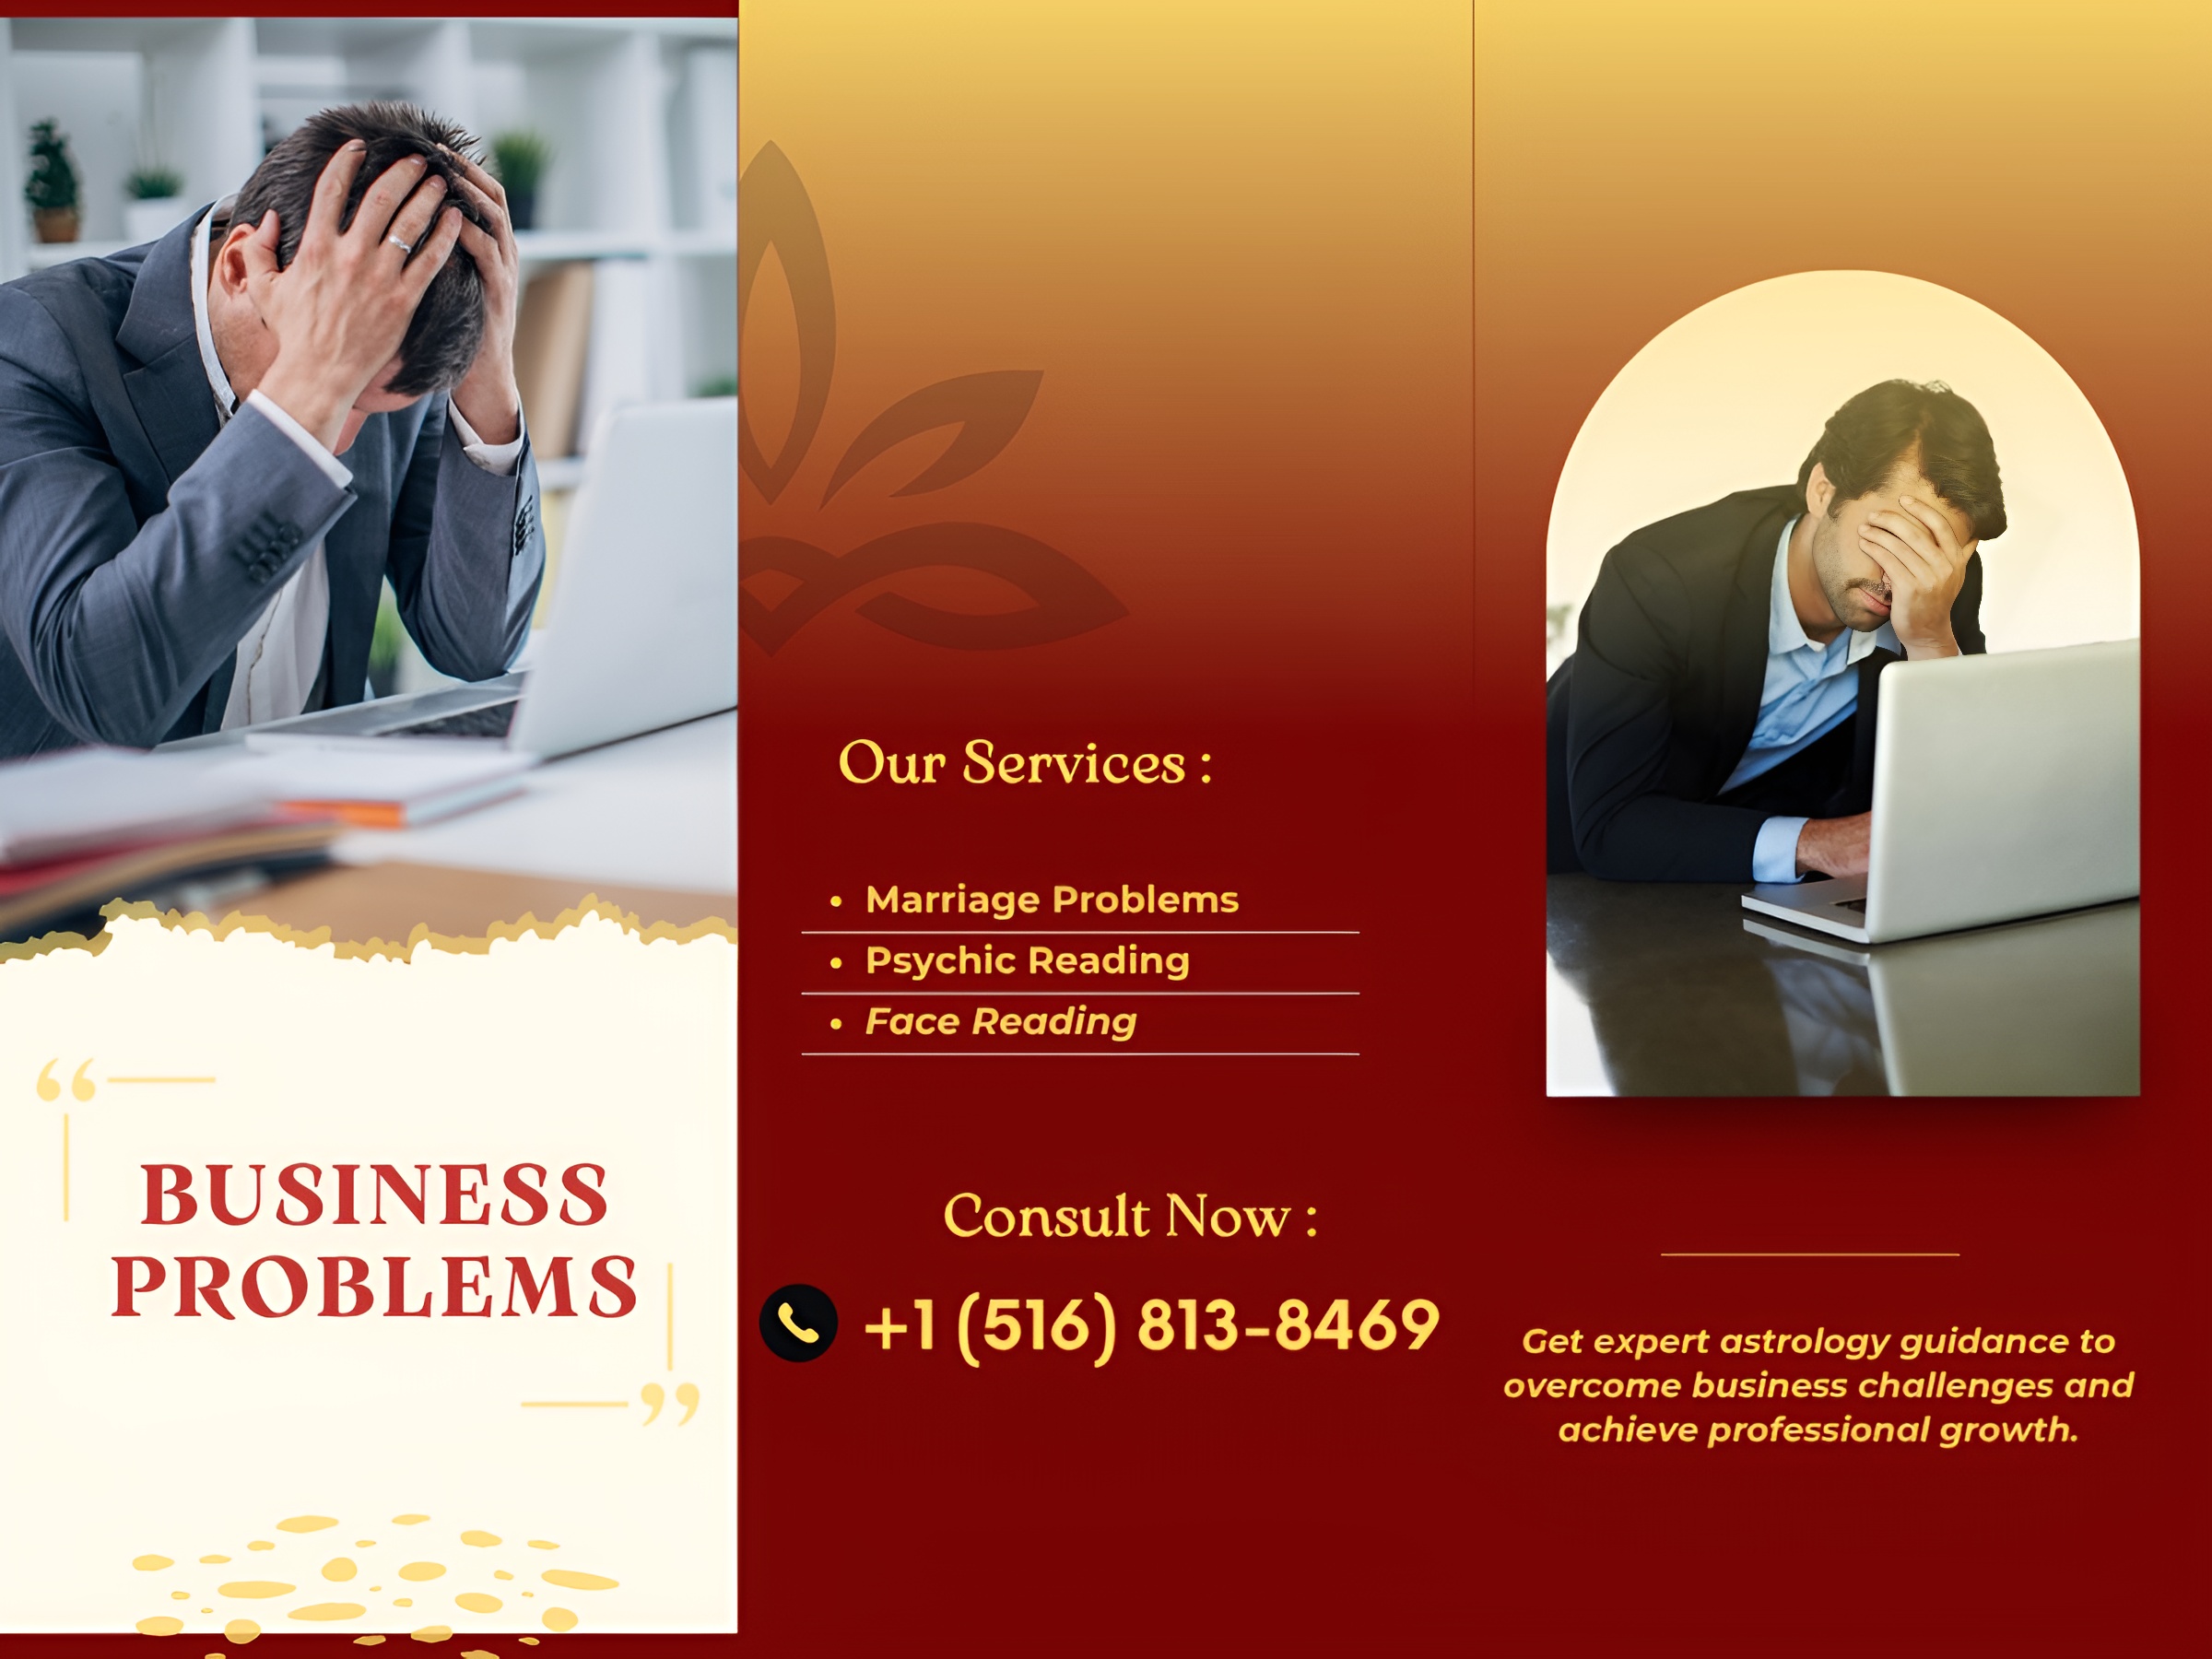 BUSINESS
PROBLEMS
Our Services :
• Marriage Problems
• Psychic Reading
• Face Reading
Consult Now :
+1 (516) 813-8469
Get expert astrology guidance to
overcome business challenges and
achieve professional growth.